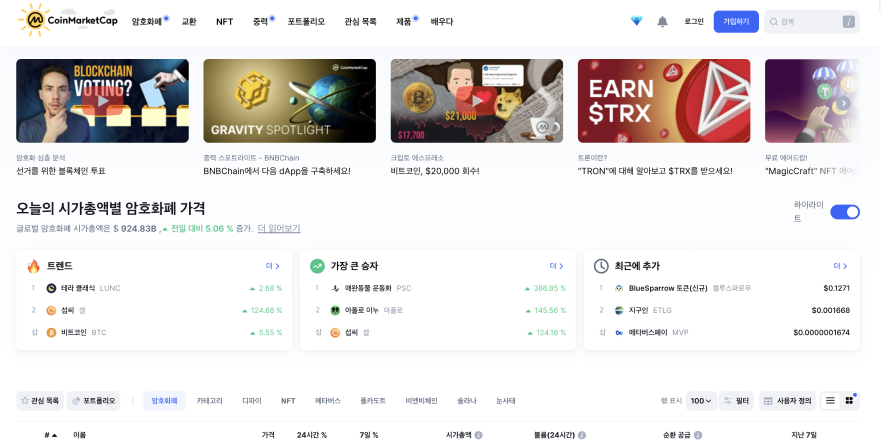 CoinMarketCap 암호화폐 교환 NFT 중력 포트폴리오 관심 목록 제품 배우다 로그인 가입하기 검색 /
BLOCKCHAIN
VOTING?
GRAVITY SPOTLIGHT
CoinMarketCap
$21,000
$17,700
EARN
$TRX
암호화 심층 분석
선거를 위한 블록체인 투표
중력 스포트라이트 - BNBChain
BNBChain에서 다음 dApp을 구축하세요!
크립토 에스프레소
비트코인, $20,000 회수!
트론이란?
"TRON"에 대해 알아보고 $TRX를 받으세요!
무료 에어드랍!
"MagicCraft" NFT 에어
오늘의 시가총액별 암호화폐 가격
글로벌 암호화폐 시가총액은 $ 924.83B , ▲ 전일 대비 5.06 % 증가. 더 읽어보기
하이라이
트
트렌드 더 >
1 테라 클래식 LUNC ▲ 2.68 %
2 섭씨 셀 ▲ 124.68 %
삼 비트코인 BTC ▲ 5.55 %
가장 큰 승자 더 >
1 애완동물 운동화 PSC ▲ 386.85 %
2 아폴로 이누 아폴로 ▲ 145.56 %
삼 섭씨 셀 ▲ 124.16 %
최근에 추가 더 >
1 BlueSparrow 토큰(신규) 블루스파로우 $0.1271
2 지구인 ETLG $0.001668
삼 메타버스페이 MVP $0.0000001674
관심 목록 포트폴리오 암호화폐 카테고리 디파이 NFT 메타버스 폴카도트 비엔비체인 솔라나 눈사태 행 표시 100 필터 사용자 정의
# ▲ 이름 가격 24시간 % 7일 % 시가총액 볼륨(24시간) 순환 공급 지난 7일